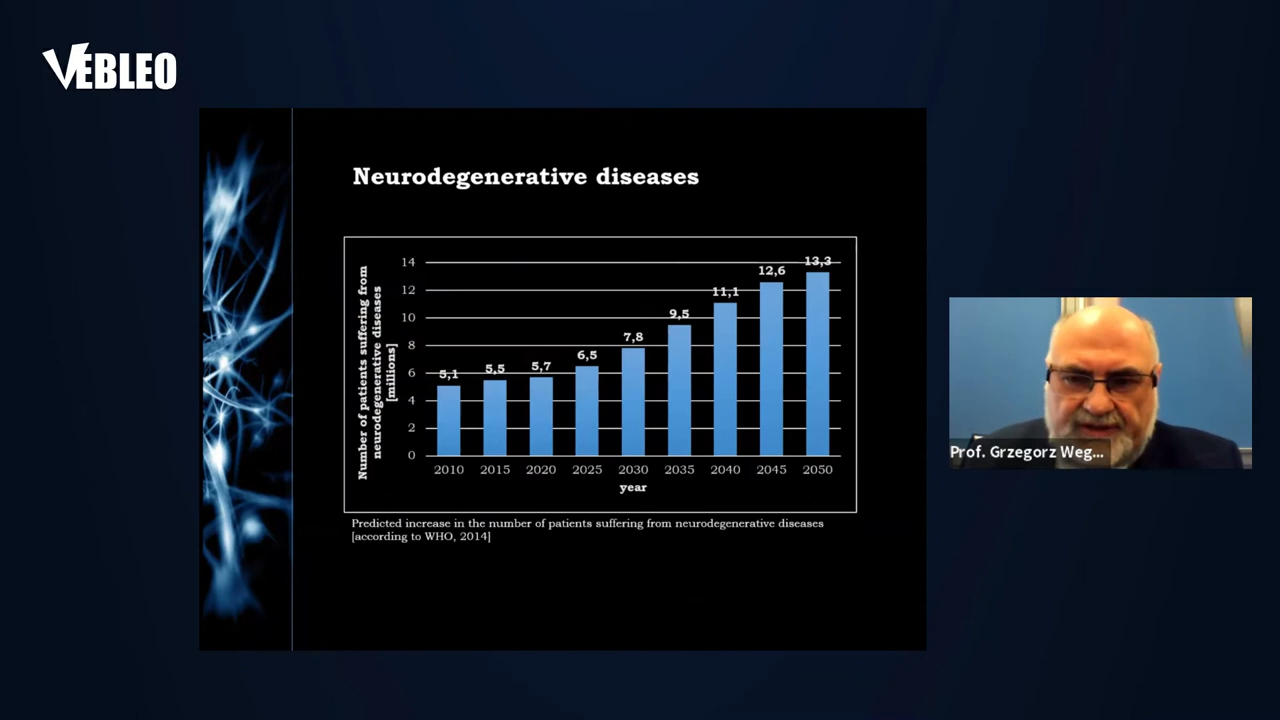 VEBLEO
Neurodegenerative diseases
Number of patients suffering from
neurodegenerative diseases
[millions]
14
12
10
8
6
4
2
0
5,1
5,5
5,7
6,5
7,8
9,5
11,1
12,6
13,3
2010 2015 2020 2025 2030 2035 2040 2045 2050
year
Predicted increase in the number of patients suffering from neurodegenerative diseases
[according to WHO, 2014]
Prof. Grzegorz Weg...